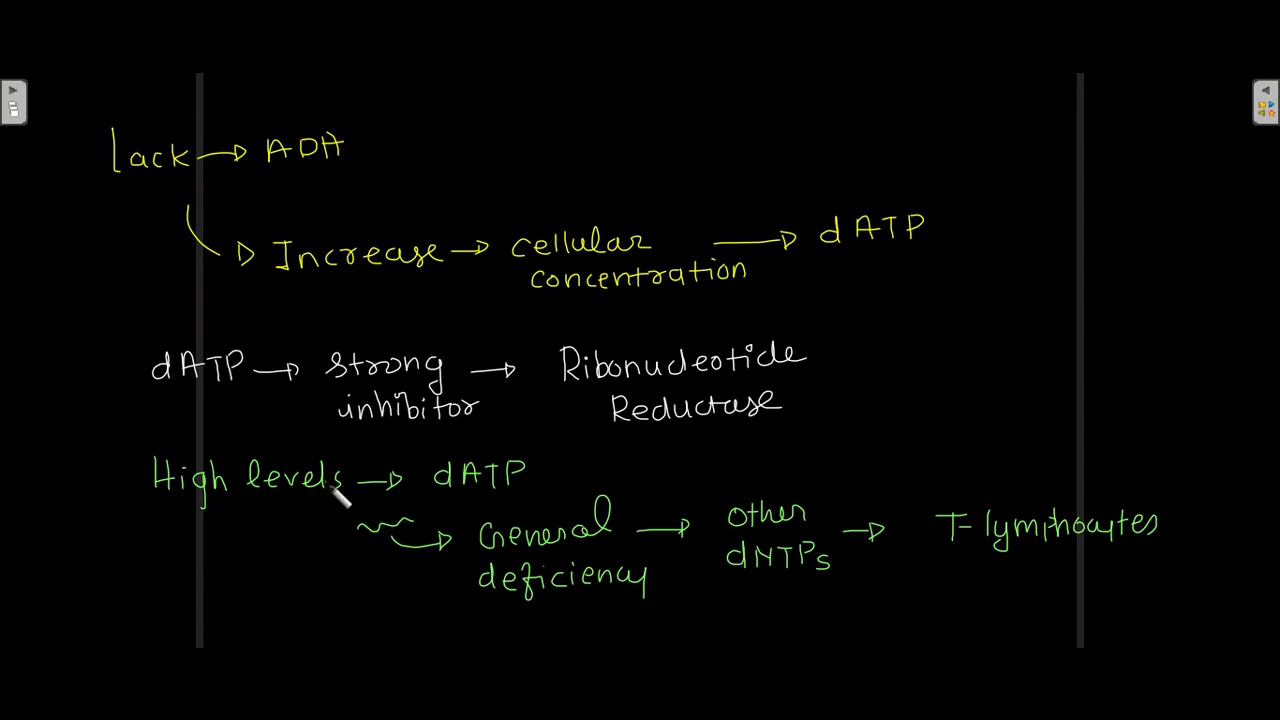 lack → ADA
Increase → cellular concentration → dATP
dATP → strong inhibitor → Ribonucleotide Reductase
High levels → dATP
General deficiency → other dNTPs → T-lymphocytes